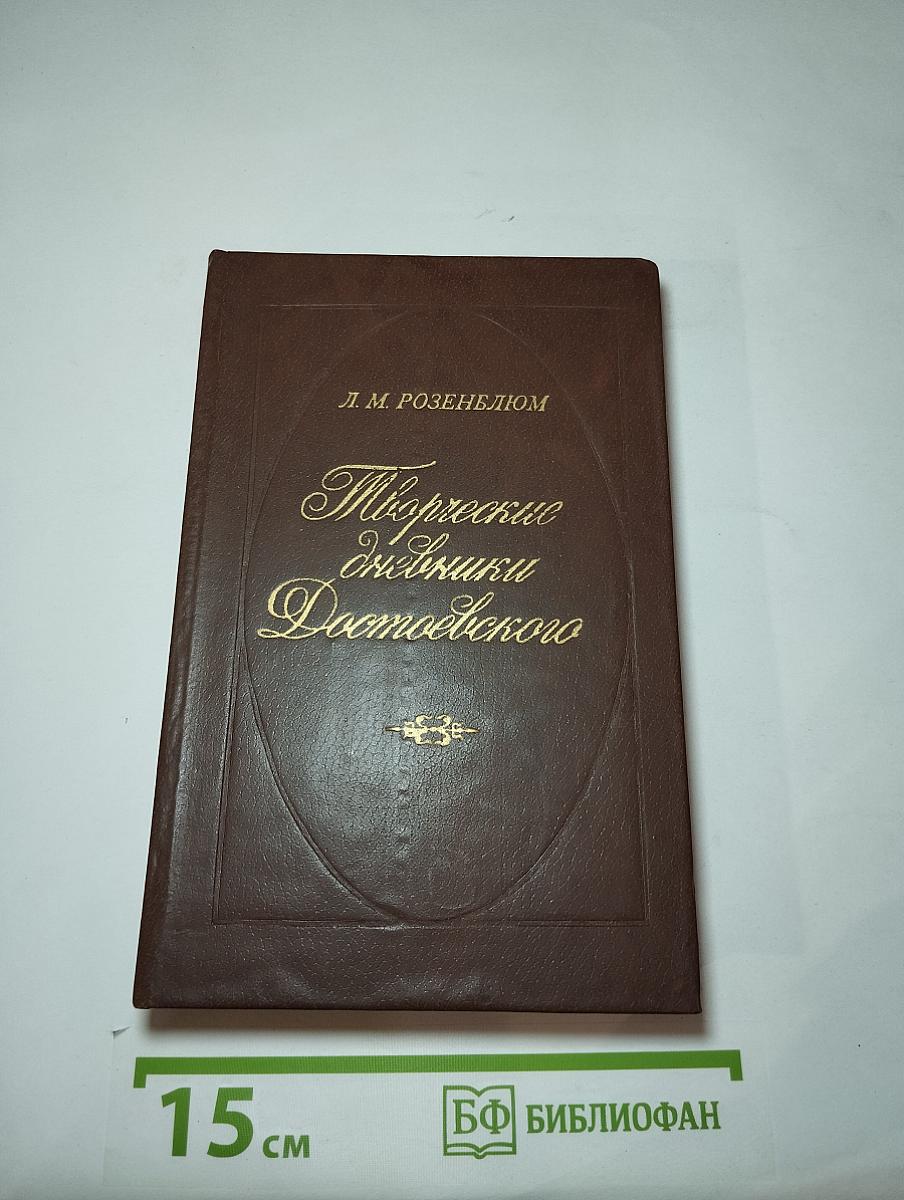 Л. М. РОЗЕНБЛЮМ
Творческие
дневники
Достоевского
15 см
БФ БИБЛИОФАН